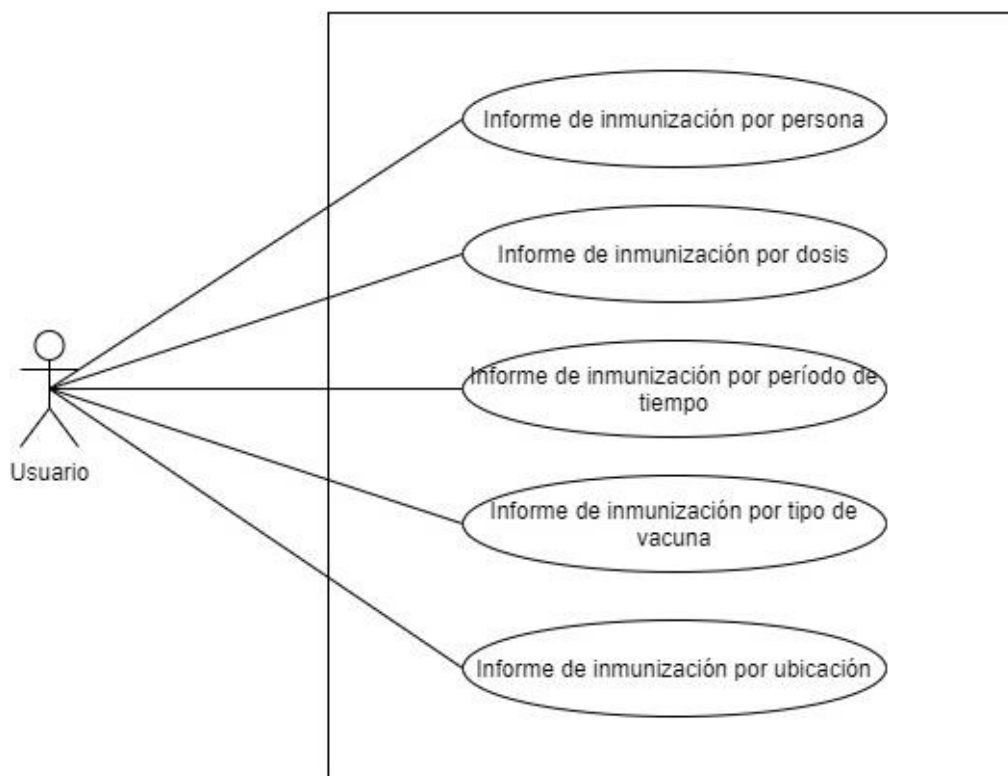 Informe de inmunización por persona
Informe de inmunización por dosis
Informe de inmunización por período de
tiempo
Usuario
Informe de inmunización por tipo de
vacuna
Informe de inmunización por ubicación